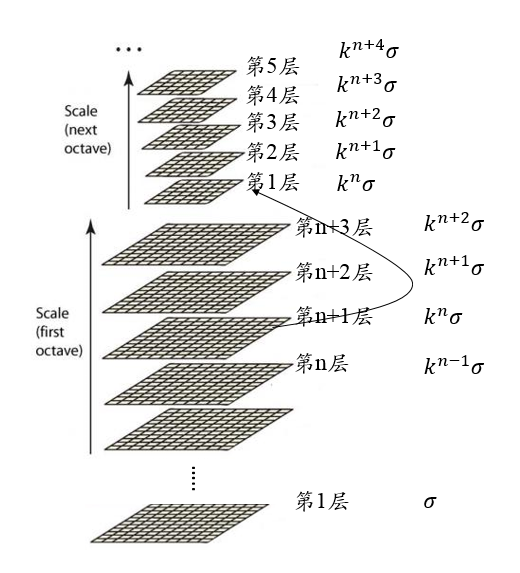 ...
第5层 k^{n+4}σ
第4层 k^{n+3}σ
第3层 k^{n+2}σ
第2层 k^{n+1}σ
第1层 k^nσ
Scale
(next
octave)
第n+3层 k^{n+2}σ
第n+2层 k^{n+1}σ
第n+1层 k^nσ
第n层 k^{n-1}σ
Scale
(first
octave)
......
第1层 σ